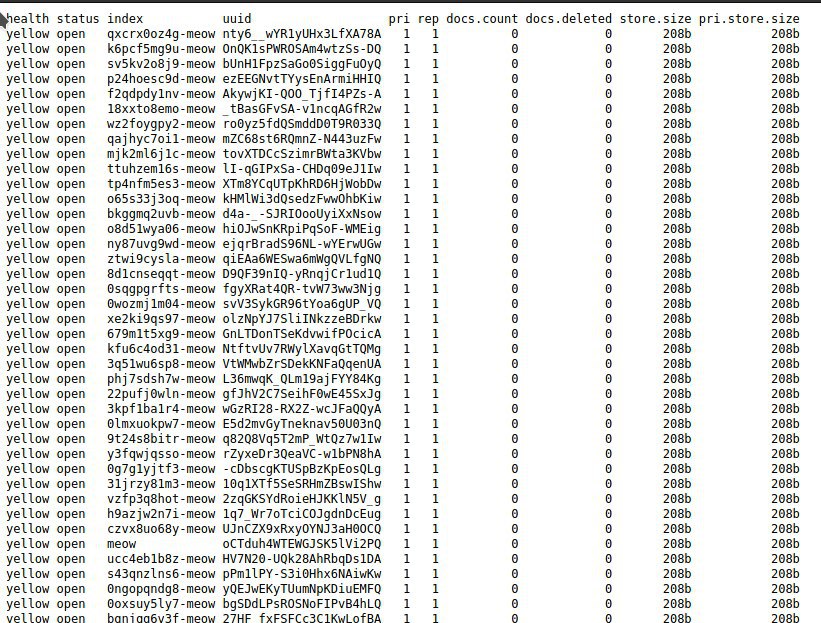 health status index uuid pri rep docs.count docs.deleted store.size pri.store.size
yellow open qxcrx0oz4g-meow nty6__wYR1yUHx3LfXA78A 1 1 0 0 208b 208b
yellow open k6pcf5mg9u-meow OnQK1sPWROSAm4wtzSs-DQ 1 1 0 0 208b 208b
yellow open sv5kv2o8j9-meow bUnH1FpzSaGo0SiggFuOyQ 1 1 0 0 208b 208b
yellow open p24hoesc9d-meow ezEEGNvtTYysEnArmiHHIQ 1 1 0 0 208b 208b
yellow open f2qdpdy1nv-meow AkywjKI-QOO_TjfI4PZs-A 1 1 0 0 208b 208b
yellow open 18xxto8emo-meow _tBasGFvSA-v1ncqAGfR2w 1 1 0 0 208b 208b
yellow open wz2foygpy2-meow ro0yz5fdQSmddD0T9R033Q 1 1 0 0 208b 208b
yellow open qajhyc7oi1-meow mZC68st6RQmnZ-N443uzFw 1 1 0 0 208b 208b
yellow open mjk2ml6j1c-meow tovXTDCcSzimrBWta3KVbw 1 1 0 0 208b 208b
yellow open ttuhzem16s-meow lI-qGIPxSa-CHDq09eJ1Iw 1 1 0 0 208b 208b
yellow open tp4nfm5es3-meow XTm8YCqUTpKhRD6HjWobDw 1 1 0 0 208b 208b
yellow open o65s33j3oq-meow kHMlWi3dQsedzFwwOhbKiw 1 1 0 0 208b 208b
yellow open bkggmq2uvb-meow d4a-_-SJRIOooUyiXxNsow 1 1 0 0 208b 208b
yellow open o8d51wya06-meow hiOJwSnKRpiPqSoF-WMEig 1 1 0 0 208b 208b
yellow open ny87uvg9wd-meow ejqrBradS96NL-wYErwUGw 1 1 0 0 208b 208b
yellow open ztwi9cysla-meow qiEAa6WESwa6mWgQVLfgNQ 1 1 0 0 208b 208b
yellow open 8d1cnseqqt-meow D9QF39nIQ-yRnqjCr1ud1Q 1 1 0 0 208b 208b
yellow open 0sqgpgrfts-meow fgyXRat4QR-tvW73ww3Njg 1 1 0 0 208b 208b
yellow open 0wozmj1m04-meow svV3SykGR96tYoa6gUP_VQ 1 1 0 0 208b 208b
yellow open xe2ki9qs97-meow olzNpYJ7SliINkzzeBDrkw 1 1 0 0 208b 208b
yellow open 679m1t5xg9-meow GnLTDonTSeKdvwifPOcicA 1 1 0 0 208b 208b
yellow open kfu6c4od31-meow NtftvUv7RWylXavqGtTQMg 1 1 0 0 208b 208b
yellow open 3q51wu6sp8-meow VtWMwbZrSDekKNFaQqenUA 1 1 0 0 208b 208b
yellow open phj7sdsh7w-meow L36mwqK_QLm19ajFYY84Kg 1 1 0 0 208b 208b
yellow open 22pufj0wln-meow gfJhV2C7SeihF0wE45SxJg 1 1 0 0 208b 208b
yellow open 3kpf1ba1r4-meow wGzRI28-RX2Z-wcJFaQQyA 1 1 0 0 208b 208b
yellow open 0lmxuokpw7-meow E5d2mvGyTneknav50U03nQ 1 1 0 0 208b 208b
yellow open 9t24s8bitr-meow q82Q8Vq5T2mP_WtQz7w1Iw 1 1 0 0 208b 208b
yellow open y3fqwjqsso-meow rZyxeDr3QeaVC-w1bPN8hA 1 1 0 0 208b 208b
yellow open 0g7g1yjtf3-meow -cDbscgKTUSpBzKpEosQLg 1 1 0 0 208b 208b
yellow open 31jrzy81m3-meow 10q1XTf5SeSRHmZBswIShw 1 1 0 0 208b 208b
yellow open vzfp3q8hot-meow 2zqGKSYdRoieHJKKlN5V_g 1 1 0 0 208b 208b
yellow open h9azjw2n7i-meow 1q7_Wr7oTciCOJgdnDcEug 1 1 0 0 208b 208b
yellow open czvx8uo68y-meow UJnCZX9xRxyOYNJ3aH0OCQ 1 1 0 0 208b 208b
yellow open meow oCTduh4WTEWGJSK5lVi2PQ 1 1 0 0 208b 208b
yellow open ucc4eb1b8z-meow HV7N20-UQk28AhRbqDs1DA 1 1 0 0 208b 208b
yellow open s43qnzlns6-meow pPm1lPY-S3i0Hhx6NAiwKw 1 1 0 0 208b 208b
yellow open 0ngopqndg8-meow yQEJwEKyTUumNpKDiuEMFQ 1 1 0 0 208b 208b
yellow open 0oxsuy5ly7-meow bgSDdLPsROSNoFIPvB4hLQ 1 1 0 0 208b 208b
yellow open bgnjgg6v3f-meow 27HF_fxFSFCc3C1KwLofBA 1 1 0 0 208b 208b